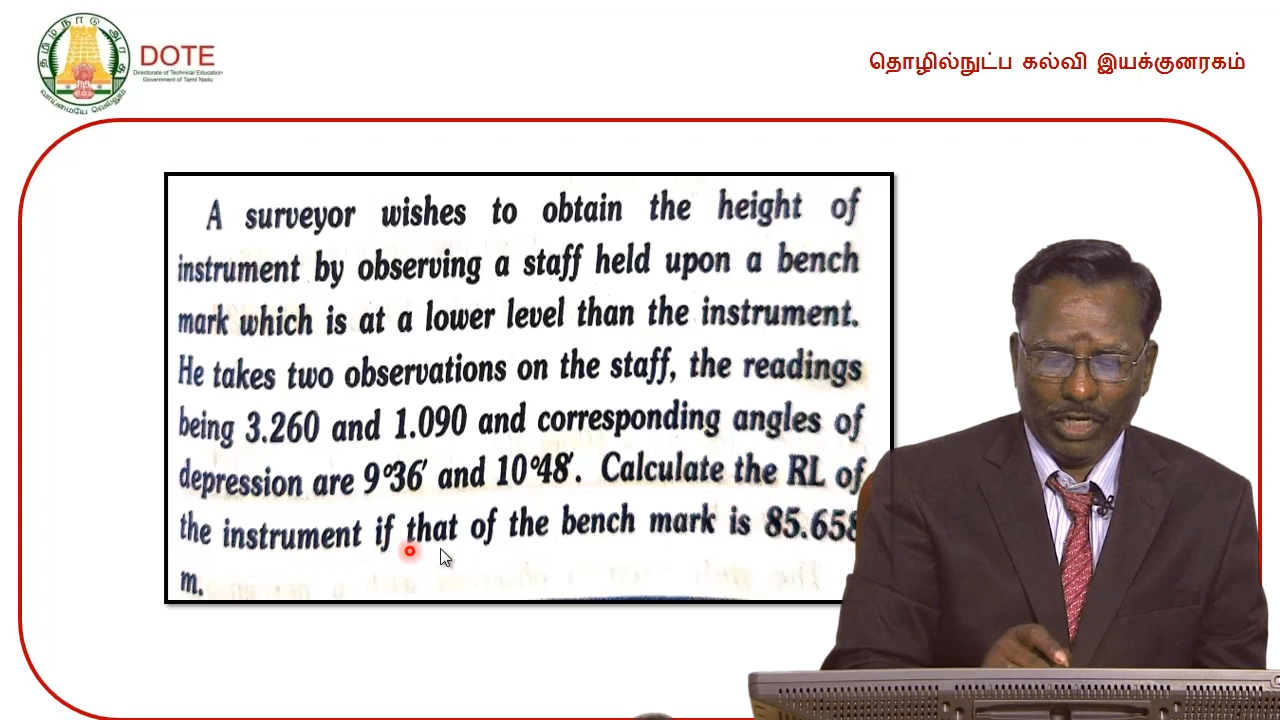 தமிழ்நாடு அரசு
வாய்மையே வெல்லும்
DOTE
Directorate of Technical Education
Government of Tamil Nadu
தொழில்நுட்ப கல்வி இயக்குனரகம்
A surveyor wishes to obtain the height of
instrument by observing a staff held upon a bench
mark which is at a lower level than the instrument.
He takes two observations on the staff, the readings
being 3.260 and 1.090 and corresponding angles of
depression are 9°36′ and 10°48′. Calculate the RL of
the instrument if that of the bench mark is 85.658
m.